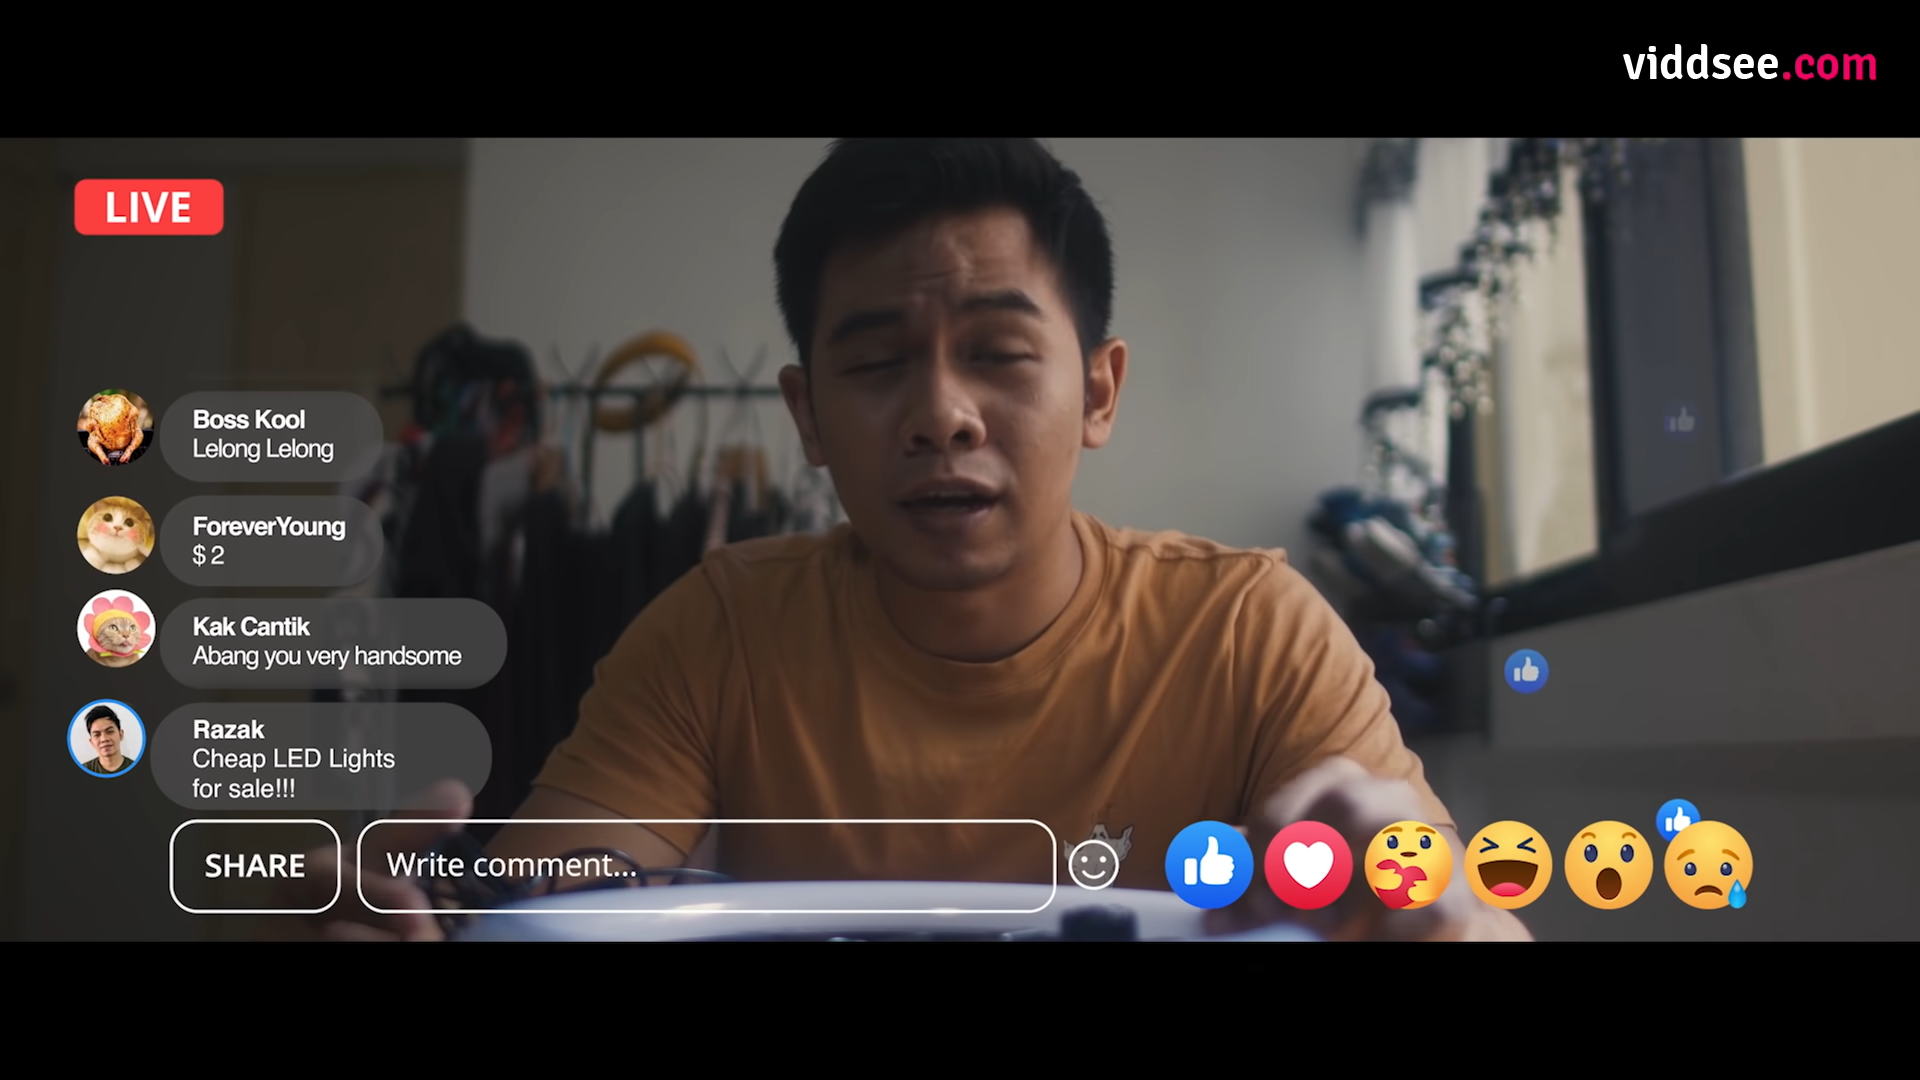 viddsee.com
LIVE
Boss Kool
Lelong Lelong
ForeverYoung
$ 2
Kak Cantik
Abang you very handsome
Razak
Cheap LED Lights
for sale!!!
SHARE
Write comment...